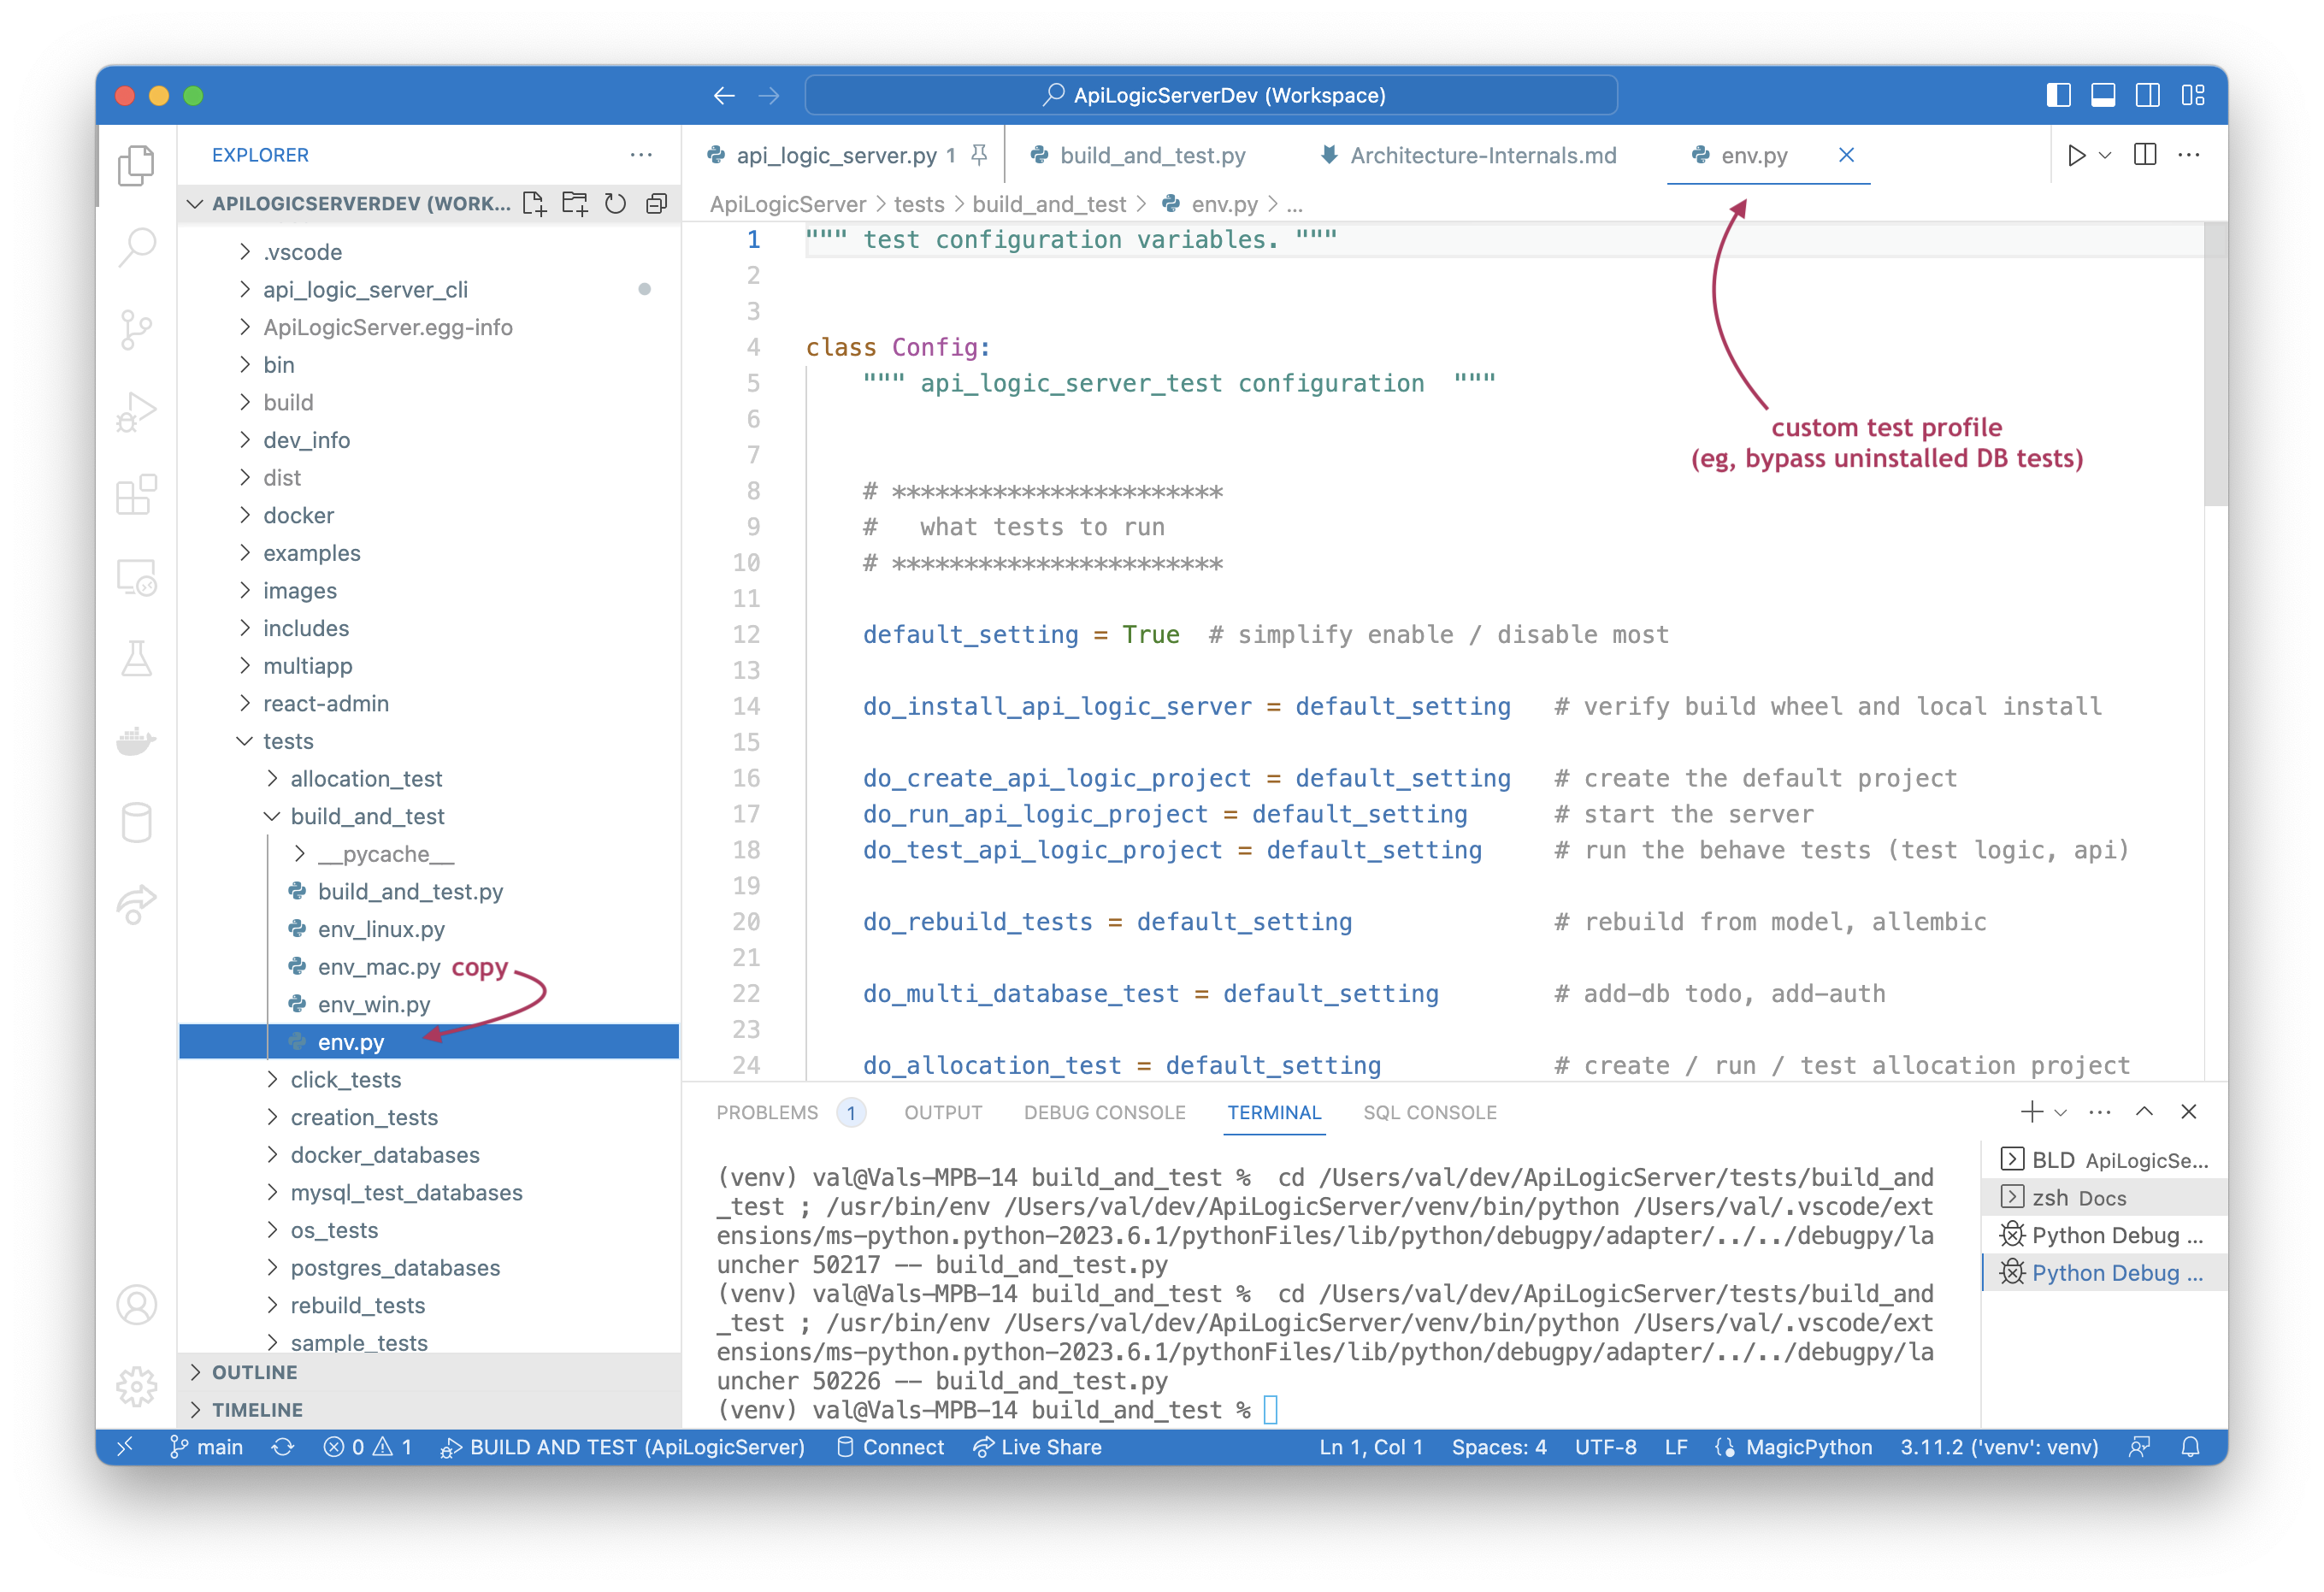 ApiLogicServerDev (Workspace)
EXPLORER
APILOGICSERVERDEV (WORK...
.vscode
api_logic_server_cli
ApiLogicServer.egg-info
bin
build
dev_info
dist
docker
examples
images
includes
multiapp
react-admin
tests
allocation_test
build_and_test
__pycache__
build_and_test.py
env_linux.py
env_mac.py copy
env_win.py
env.py
click_tests
creation_tests
docker_databases
mysql_test_databases
os_tests
postgres_databases
rebuild_tests
sample_tests
OUTLINE
TIMELINE
api_logic_server.py 1
build_and_test.py
Architecture-Internals.md
env.py
ApiLogicServer > tests > build_and_test > env.py > ...
1 """ test configuration variables. """
2
3
4 class Config:
5 """ api_logic_server_test configuration  """
6
7
8 # ***********************
9 #   what tests to run
10 # ***********************
11
12 default_setting = True  # simplify enable / disable most
13
14 do_install_api_logic_server = default_setting   # verify build wheel and local install
15
16 do_create_api_logic_project = default_setting   # create the default project
17 do_run_api_logic_project = default_setting      # start the server
18 do_test_api_logic_project = default_setting     # run the behave tests (test logic, api)
19
20 do_rebuild_tests = default_setting              # rebuild from model, allembic
21
22 do_multi_database_test = default_setting        # add-db todo, add-auth
23
24 do_allocation_test = default_setting            # create / run / test allocation project
custom test profile
(eg, bypass uninstalled DB tests)
PROBLEMS 1 OUTPUT DEBUG CONSOLE TERMINAL SQL CONSOLE
(venv) val@Vals-MPB-14 build_and_test %  cd /Users/val/dev/ApiLogicServer/tests/build_and
_test ; /usr/bin/env /Users/val/dev/ApiLogicServer/venv/bin/python /Users/val/.vscode/ext
ensions/ms-python.python-2023.6.1/pythonFiles/lib/python/debugpy/adapter/../../debugpy/la
uncher 50217 -- build_and_test.py
(venv) val@Vals-MPB-14 build_and_test %  cd /Users/val/dev/ApiLogicServer/tests/build_and
_test ; /usr/bin/env /Users/val/dev/ApiLogicServer/venv/bin/python /Users/val/.vscode/ext
ensions/ms-python.python-2023.6.1/pythonFiles/lib/python/debugpy/adapter/../../debugpy/la
uncher 50226 -- build_and_test.py
(venv) val@Vals-MPB-14 build_and_test %
BLD ApiLogicSe...
zsh Docs
Python Debug ...
Python Debug ...
main 0 1 BUILD AND TEST (ApiLogicServer) Connect Live Share Ln 1, Col 1 Spaces: 4 UTF-8 LF MagicPython 3.11.2 ('venv': venv)